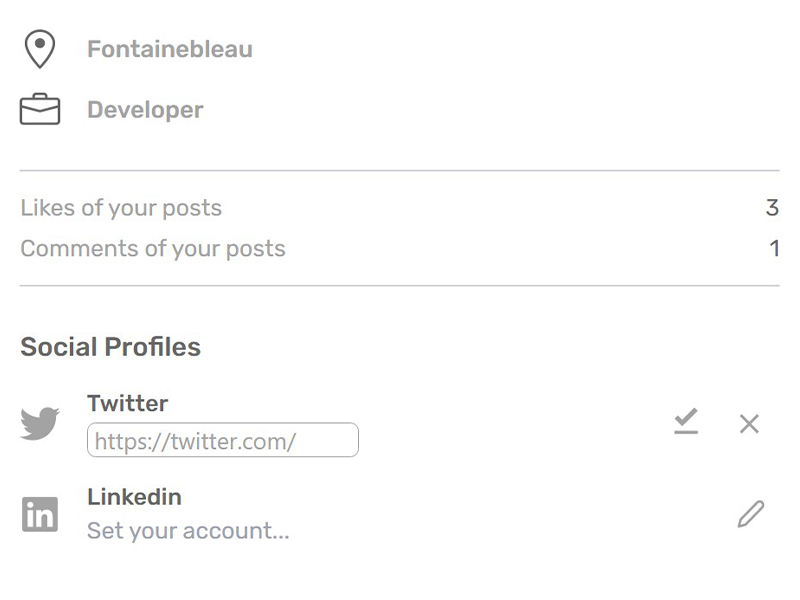 Fontainebleau
Developer
Likes of your posts 3
Comments of your posts 1
Social Profiles
Twitter
https://twitter.com/
Linkedin
in
Set your account...